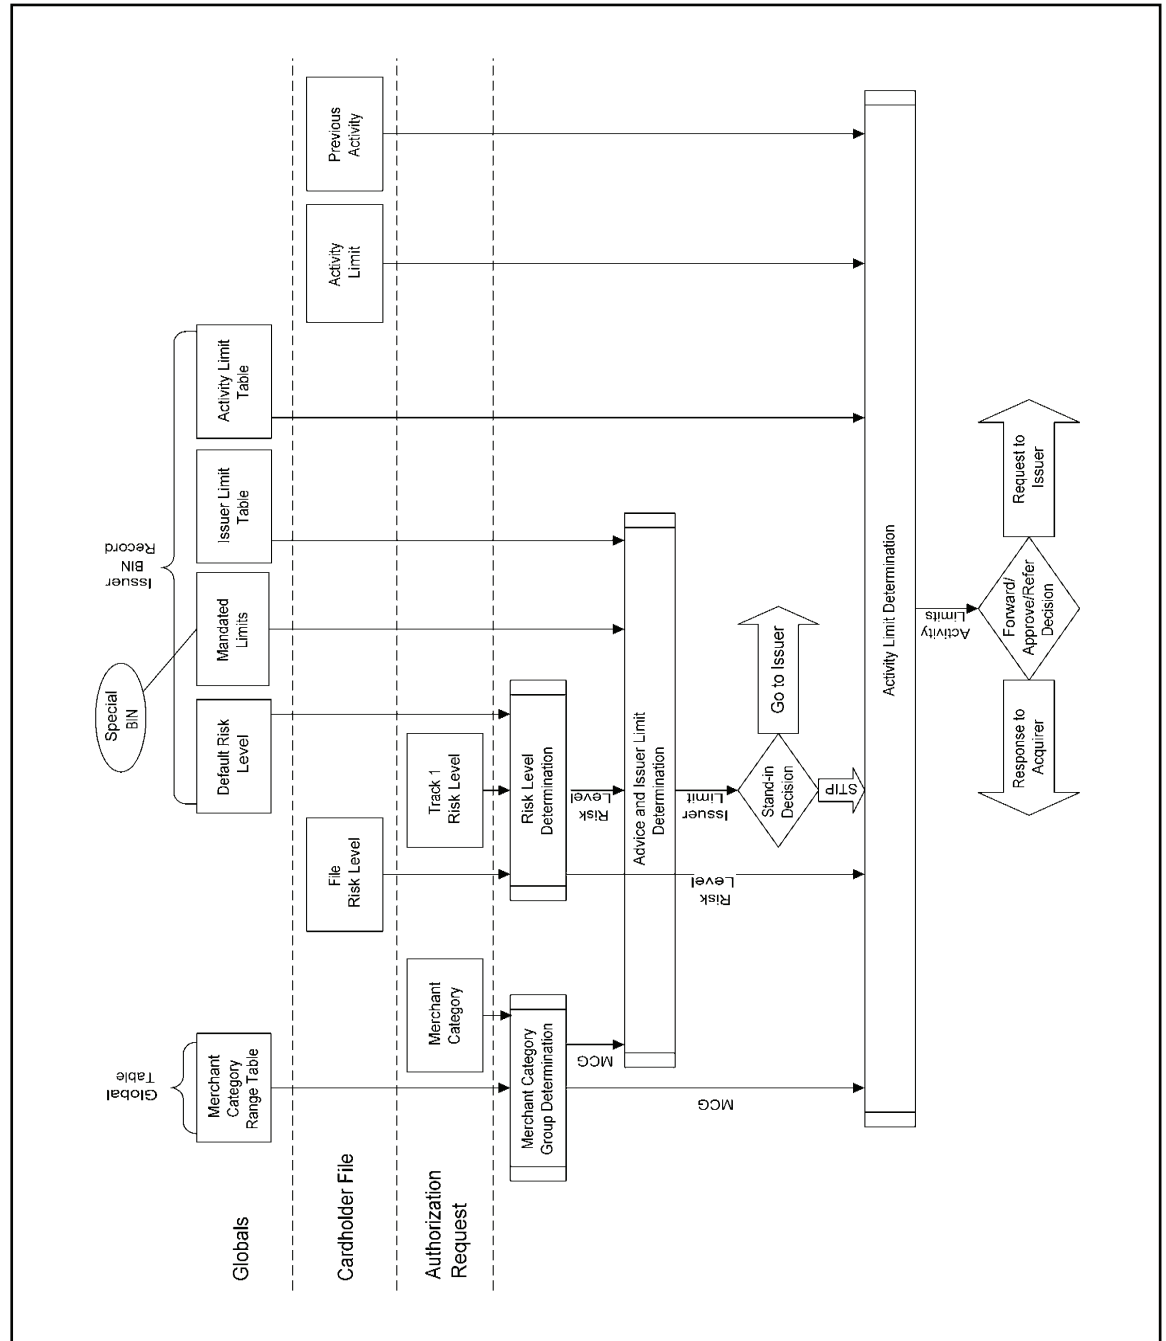 Global
Table
Special
BIN
Issuer
BIN
Record
Globals
Merchant
Category
Range Table
Default Risk
Level
Mandated
Limits
Issuer Limit
Table
Activity Limit
Table
Cardholder File
File
Risk Level
Activity
Limit
Previous
Activity
Authorization
Request
Merchant
Category
Track 1
Risk Level
Merchant Category
Group Determination
Risk Level
Determination
MCG
Risk
Level
Advice and Issuer Limit
Determination
MCG
Risk
Level
Issuer
Limit
Stand-in
Decision
Go to Issuer
STIP
Activity Limit Determination
Activity
Limits
Response to
Acquirer
Forward/
Approve/Refer
Decision
Request to
Issuer